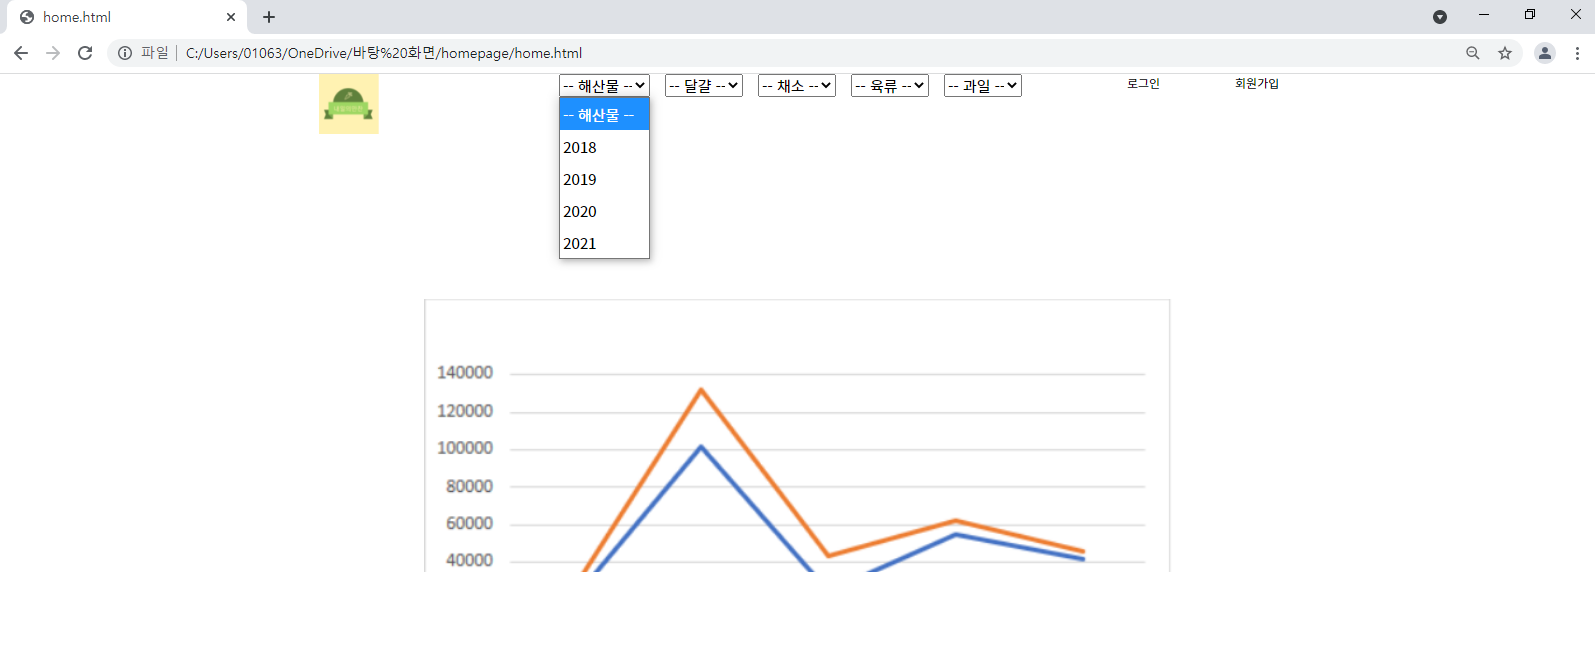 home.html
파일
C:/Users/01063/OneDrive/바탕%20화면/homepage/home.html
-- 해산물 --
-- 달걀 --
-- 채소 --
-- 육류 --
-- 과일 --
로그인
회원가입
-- 해산물 --
2018
2019
2020
2021
140000
120000
100000
80000
60000
40000